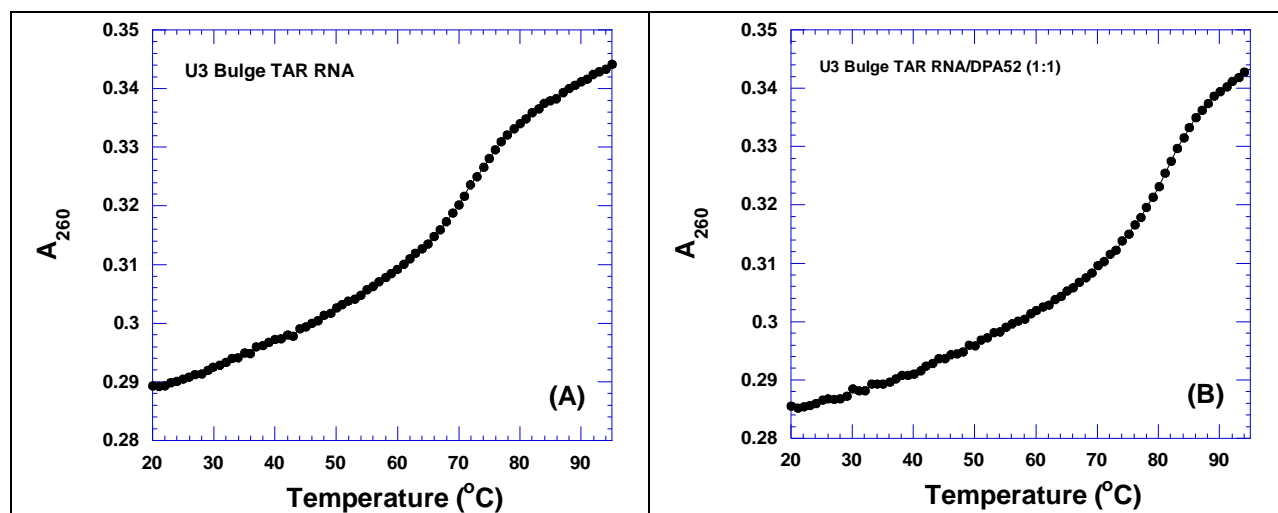 U3 Bulge TAR RNA
0.35
0.34
0.33
0.32
0.31
0.3
0.29
0.28
A260
20 30 40 50 60 70 80 90
Temperature (°C)
(A)
U3 Bulge TAR RNA/DPA52 (1:1)
0.35
0.34
0.33
0.32
0.31
0.3
0.29
0.28
A260
20 30 40 50 60 70 80 90
Temperature (°C)
(B)